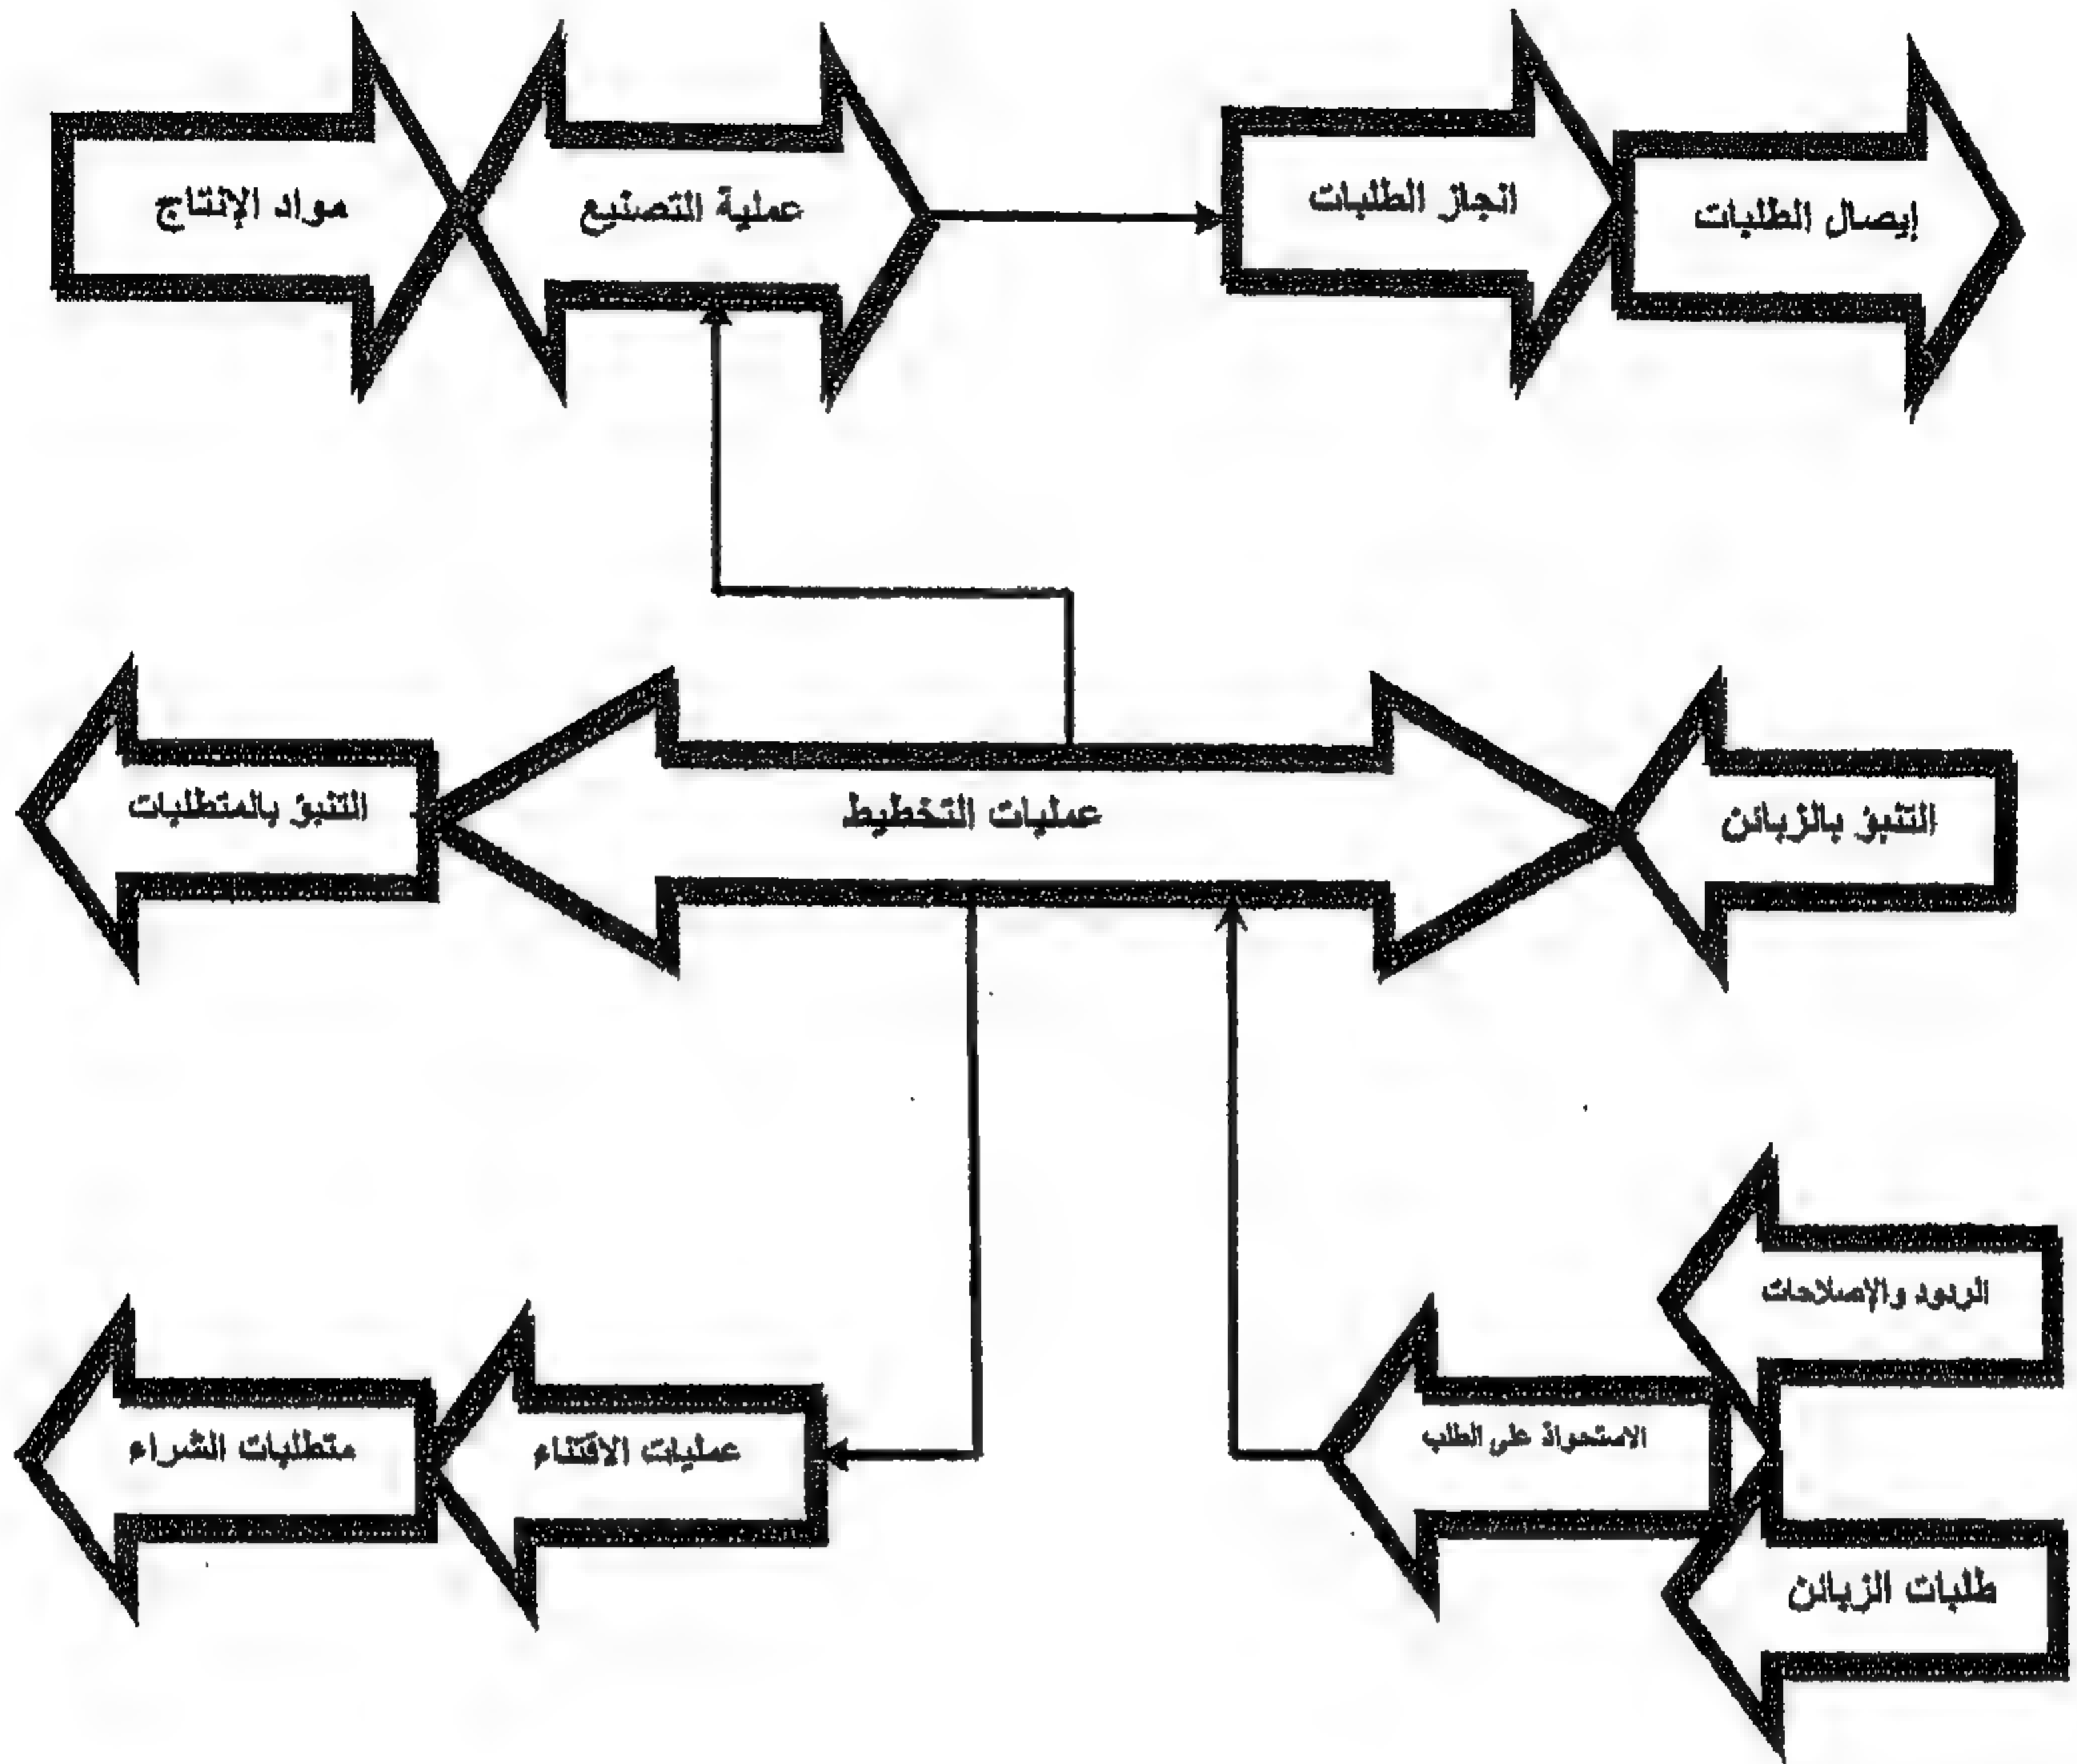 مواد الإنتاج
عملية التصنيع
انجاز الطلبات
إيصال الطلبات
التنبؤ بالمتطلبات
عمليات التخطيط
التنبؤ بالزبائن
الردود والإصلاحات
متطلبات الشراء
عمليات الاقتناء
الاستحواذ على الطلب
طلبات الزبائن